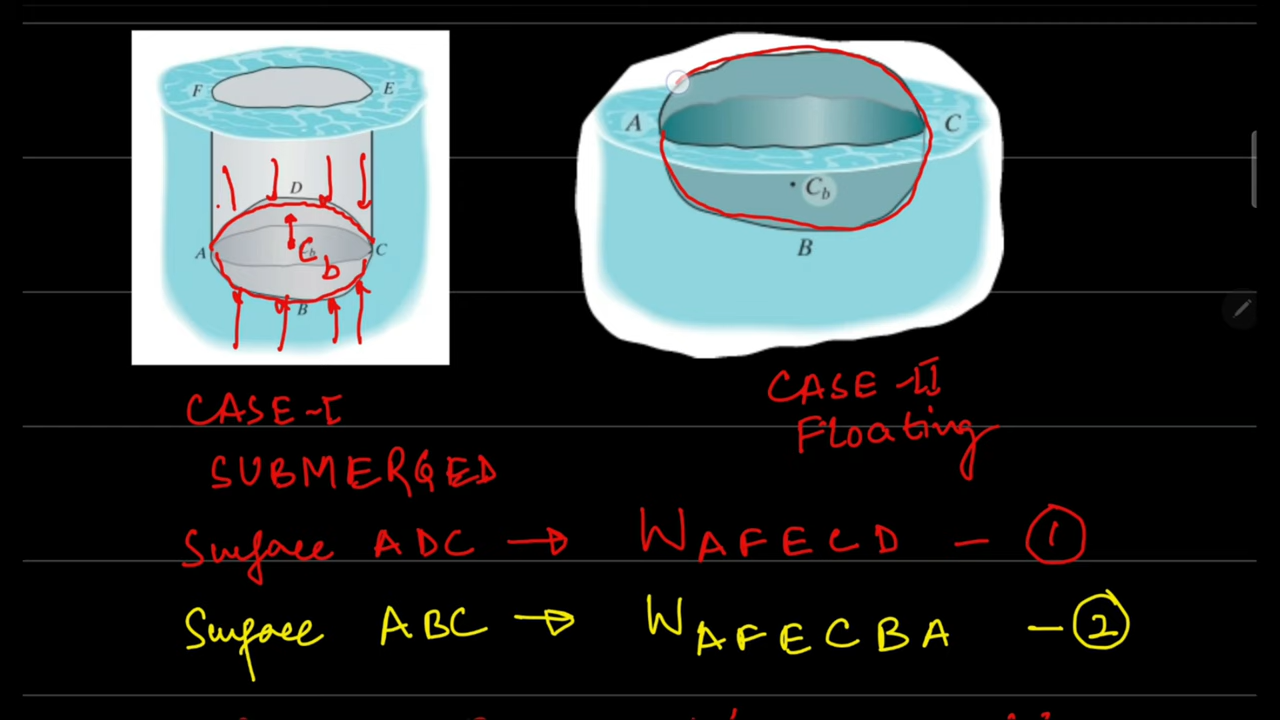 F E
D
A C
Cb
B
A C
Cb
B
CASE-I
SUBMERGED
CASE-II
Floating
Surface ADC → WAFECD - ①
Surface ABC → WAFECBA - ②